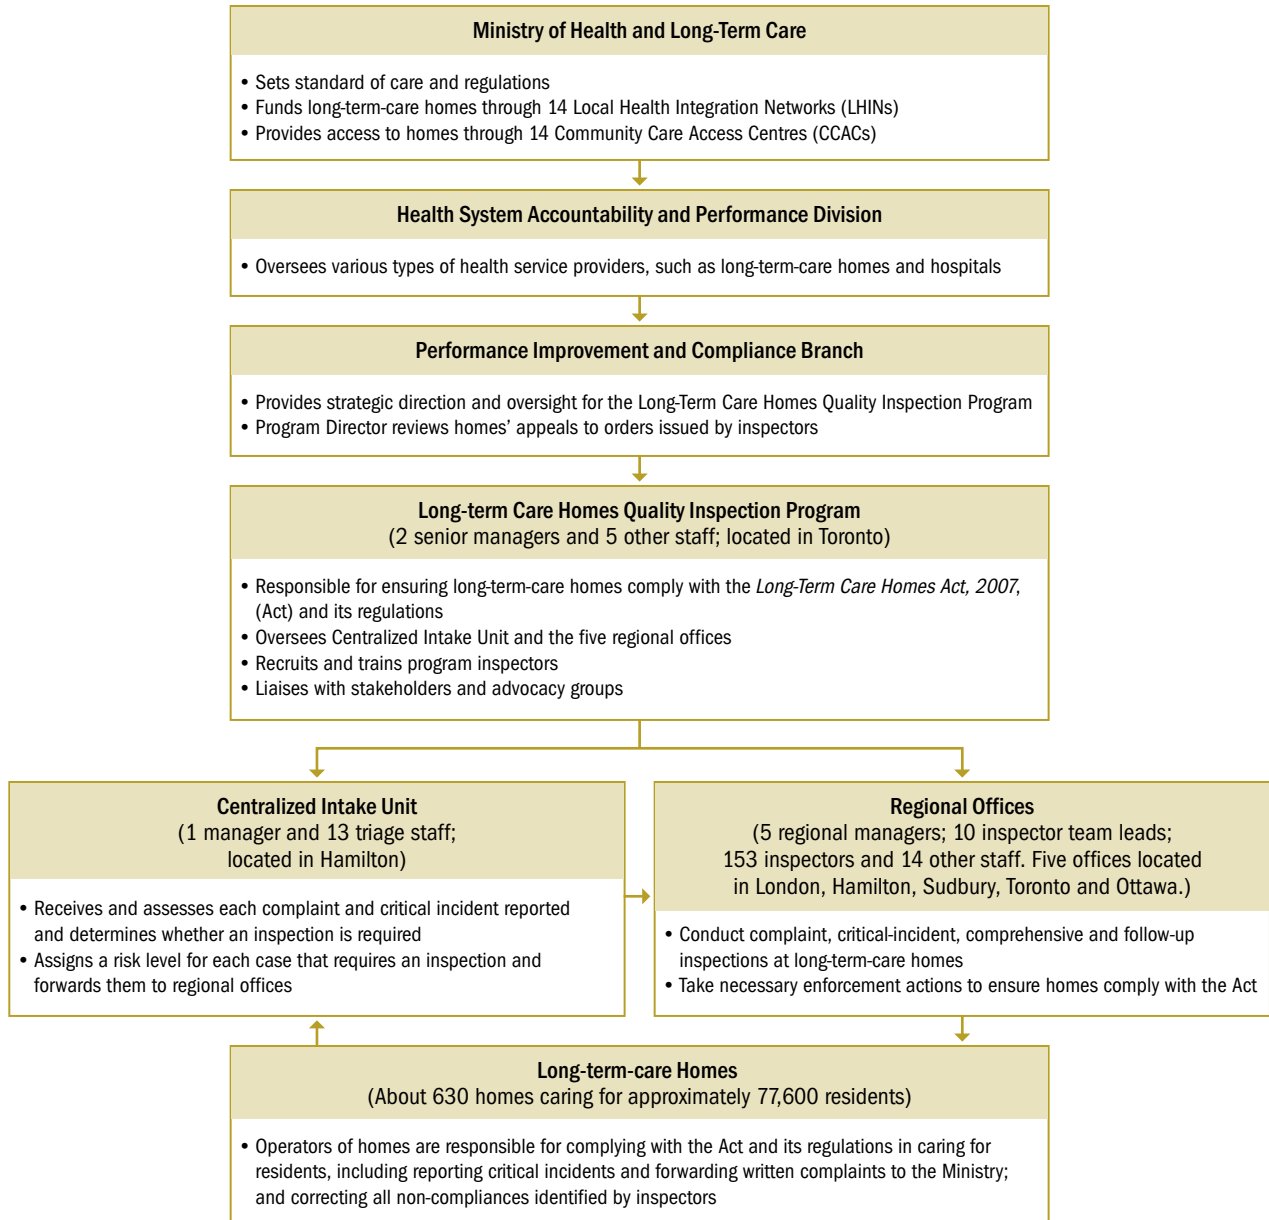 Ministry of Health and Long-Term Care
• Sets standard of care and regulations
• Funds long-term-care homes through 14 Local Health Integration Networks (LHINs)
• Provides access to homes through 14 Community Care Access Centres (CCACs)
Health System Accountability and Performance Division
• Oversees various types of health service providers, such as long-term-care homes and hospitals
Performance Improvement and Compliance Branch
• Provides strategic direction and oversight for the Long-Term Care Homes Quality Inspection Program
• Program Director reviews homes’ appeals to orders issued by inspectors
Long-term Care Homes Quality Inspection Program
(2 senior managers and 5 other staff; located in Toronto)
• Responsible for ensuring long-term-care homes comply with the Long-Term Care Homes Act, 2007,
(Act) and its regulations
• Oversees Centralized Intake Unit and the five regional offices
• Recruits and trains program inspectors
• Liaises with stakeholders and advocacy groups
Centralized Intake Unit
(1 manager and 13 triage staff;
located in Hamilton)
• Receives and assesses each complaint and critical incident reported
and determines whether an inspection is required
• Assigns a risk level for each case that requires an inspection and
forwards them to regional offices
Regional Offices
(5 regional managers; 10 inspector team leads;
153 inspectors and 14 other staff. Five offices located
in London, Hamilton, Sudbury, Toronto and Ottawa.)
• Conduct complaint, critical-incident, comprehensive and follow-up
inspections at long-term-care homes
• Take necessary enforcement actions to ensure homes comply with the Act
Long-term-care Homes
(About 630 homes caring for approximately 77,600 residents)
• Operators of homes are responsible for complying with the Act and its regulations in caring for
residents, including reporting critical incidents and forwarding written complaints to the Ministry;
and correcting all non-compliances identified by inspectors